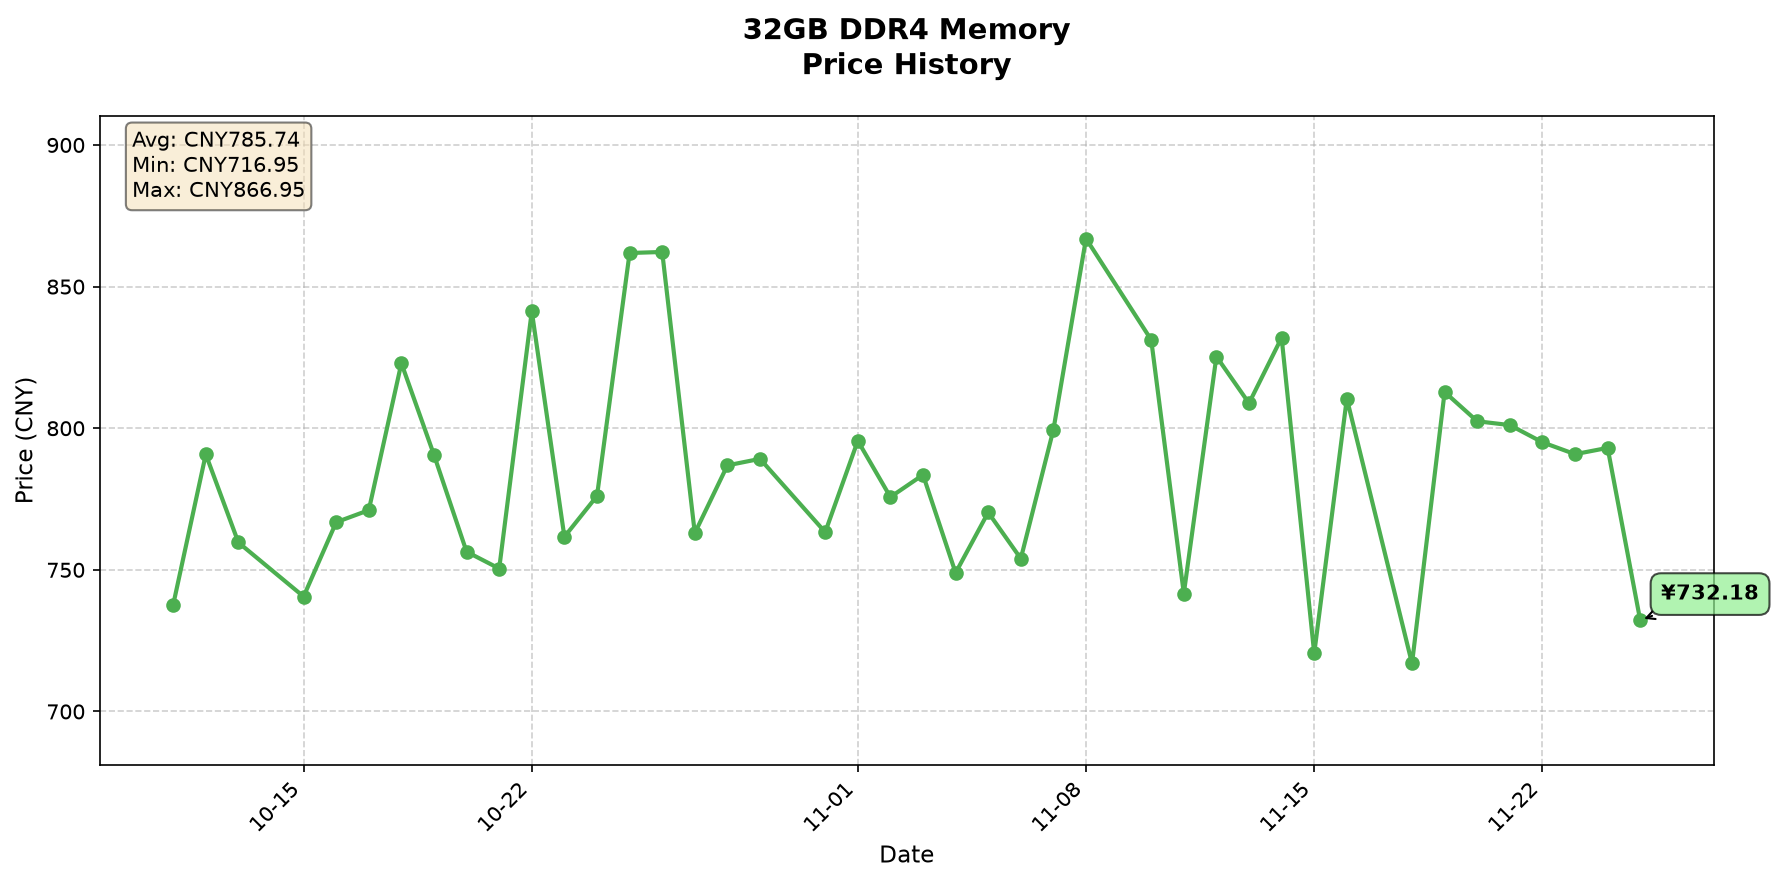 32GB DDR4 Memory
Price History
Avg: CNY785.74
Min: CNY716.95
Max: CNY866.95
900
850
800
750
700
Price (CNY)
¥732.18
10-15
10-22
11-01
11-08
11-15
11-22
Date